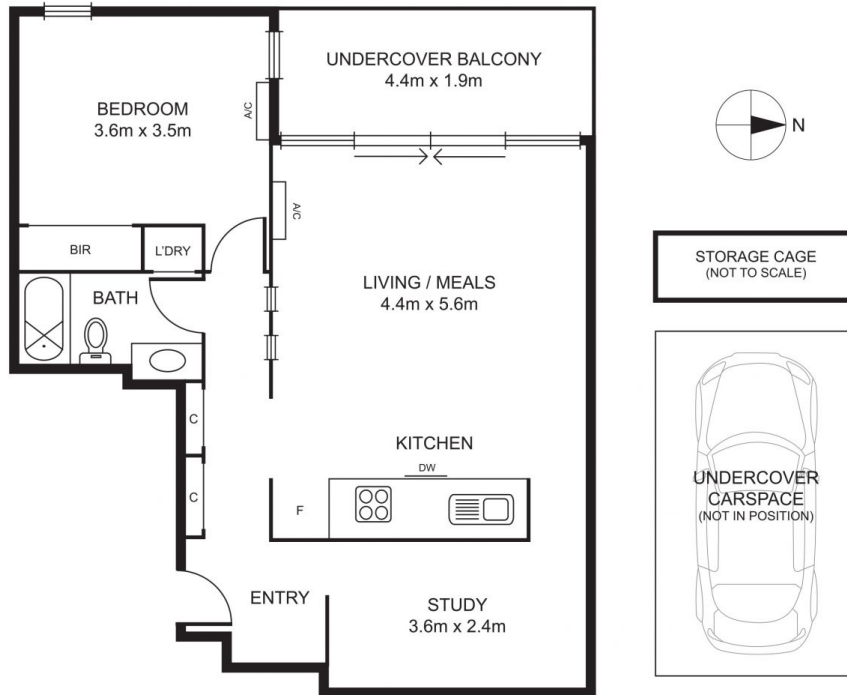 UNDERCOVER BALCONY
4.4m x 1.9m
BEDROOM
3.6m x 3.5m
A/C
N
A/C
BIR
L'DRY
STORAGE CAGE
(NOT TO SCALE)
LIVING / MEALS
4.4m x 5.6m
BATH
C
KITCHEN
DW
C
F
UNDERCOVER
CARSPACE
(NOT IN POSITION)
ENTRY
STUDY
3.6m x 2.4m